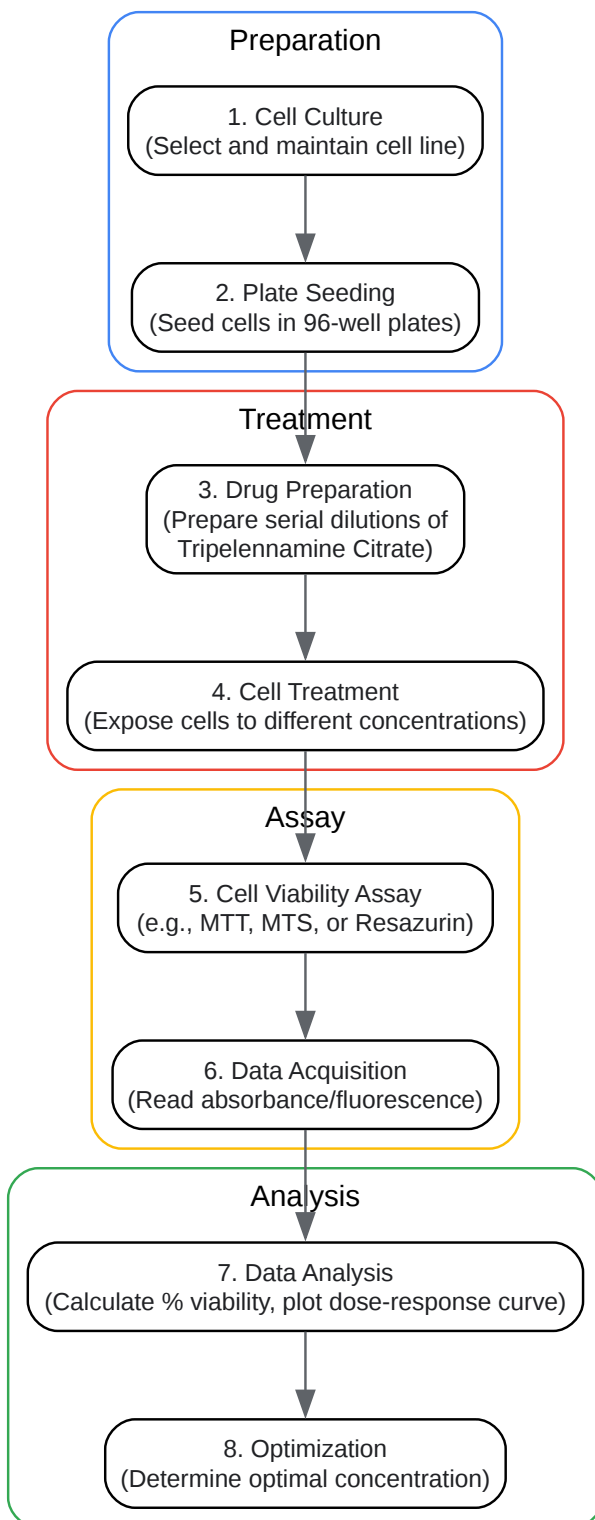 Preparation
1. Cell Culture
(Select and maintain cell line)
2. Plate Seeding
(Seed cells in 96-well plates)
Treatment
3. Drug Preparation
(Prepare serial dilutions of
Tripelennamine Citrate)
4. Cell Treatment
(Expose cells to different concentrations)
Assay
5. Cell Viability Assay
(e.g., MTT, MTS, or Resazurin)
6. Data Acquisition
(Read absorbance/fluorescence)
Analysis
7. Data Analysis
(Calculate % viability, plot dose-response curve)
8. Optimization
(Determine optimal concentration)